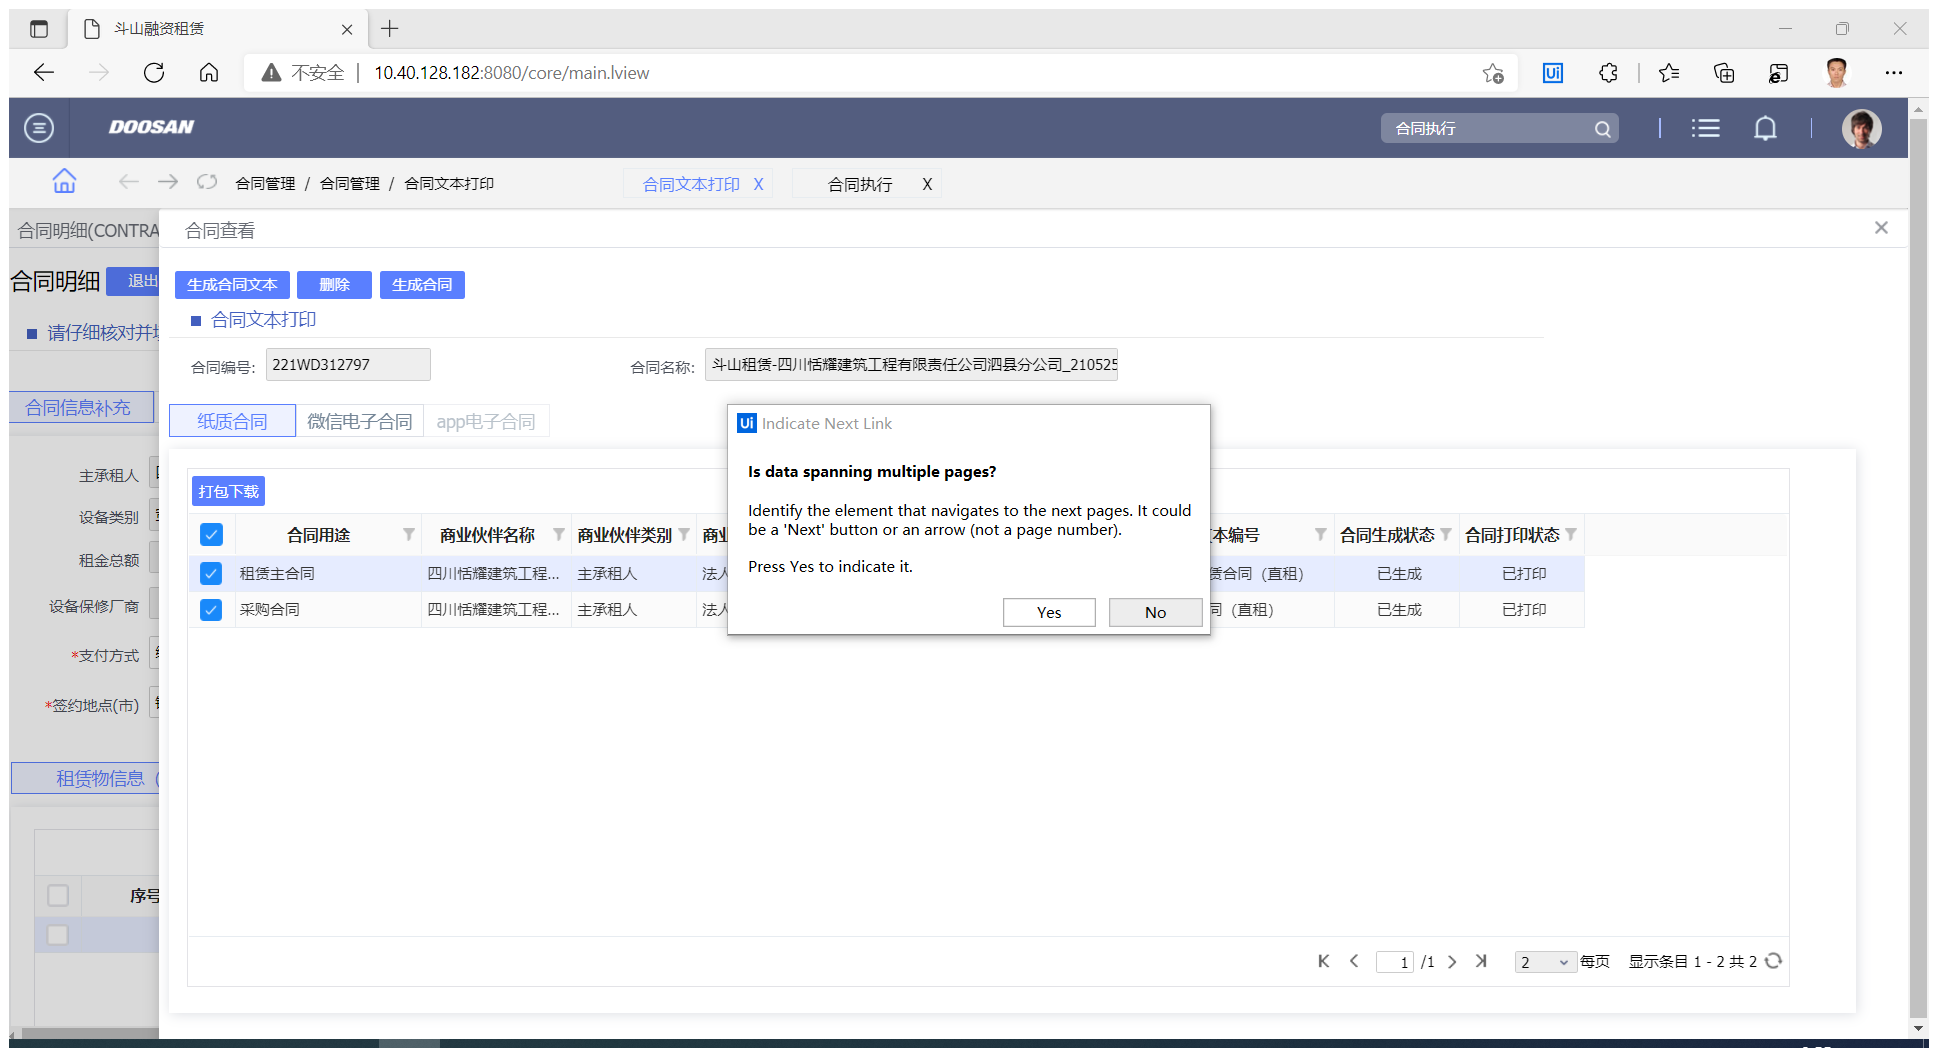 斗山融资租赁
不安全 10.40.128.182:8080/core/main.lview
DOOSAN
合同执行
合同管理 / 合同管理 / 合同文本打印
合同文本打印 X
合同执行 X
合同明细(CONTRA
合同查看
合同明细
退出
生成合同文本
删除
生成合同
合同文本打印
请仔细核对并
合同编号:
221WD312797
合同名称:
斗山租赁-四川恬耀建筑工程有限责任公司泗县分公司_210525
合同信息补充
纸质合同
微信电子合同
app电子合同
Ui Indicate Next Link
Is data spanning multiple pages?
Identify the element that navigates to the next pages. It could
be a 'Next' button or an arrow (not a page number).
Press Yes to indicate it.
Yes
No
主承租人
设备类别
租金总额
设备保修厂商
*支付方式
*签约地点(市)
打包下载
合同用途 商业伙伴名称 商业伙伴类别 商业 本编号 合同生成状态 合同打印状态
租赁主合同 四川恬耀建筑工程... 主承租人 法人 赁合同（直租） 已生成 已打印
采购合同 四川恬耀建筑工程... 主承租人 法人 同（直租） 已生成 已打印
租赁物信息（
序号
1 /1
2 每页 显示条目 1 - 2 共 2